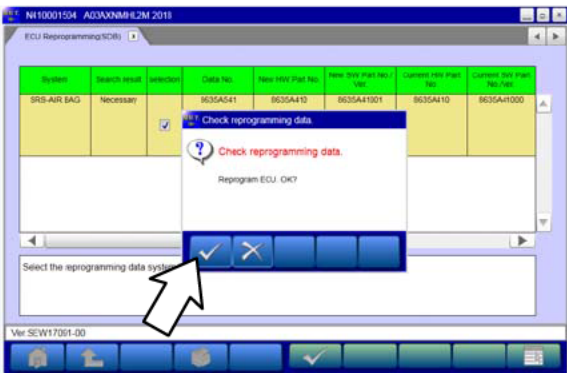 N410001504 A03AXNMHL2M 2018
ECU Reprogramming(SDB)
System Search result selection Data No. New HW Part No. New SW Part No./ Ver. Current HW Part No. Current SW Part No./Ver.
SRS-AIR BAG Necessary 8635A541 8635A410 8635A41001 8635A410 8635A41000
Check reprogramming data.
Check reprogramming data.
Reprogram ECU. OK?
Select the reprogramming data system
Ver.SEW17091-00